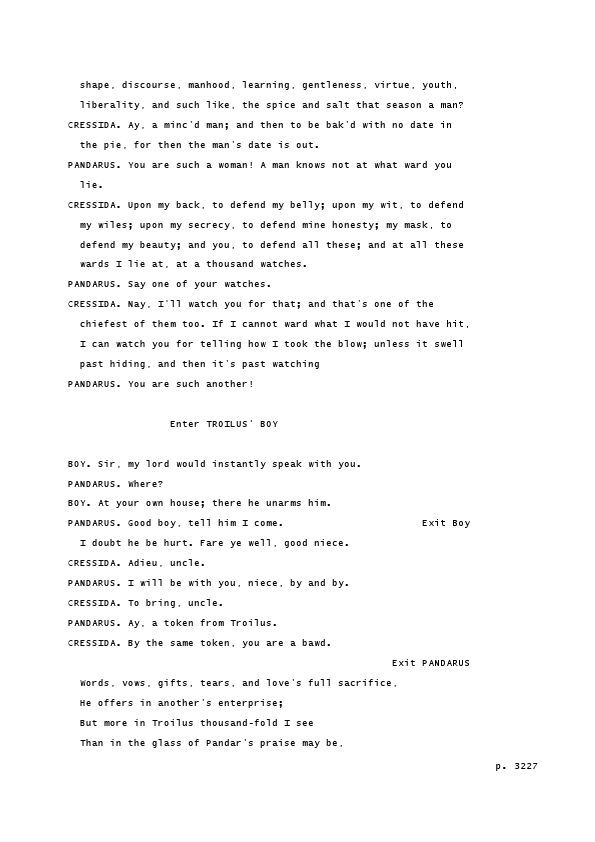 shape, discourse, manhood, learning, gentleness, virtue, youth,
liberality, and such like, the spice and salt that season a man?
CRESSIDA. Ay, a minc'd man; and then to be bak'd with no date in
the pie, for then the man's date is out.
PANDARUS. You are such a woman! A man knows not at what ward you
lie.
CRESSIDA. Upon my back, to defend my belly; upon my wit, to defend
my wiles; upon my secrecy, to defend mine honesty; my mask, to
defend my beauty; and you, to defend all these; and at all these
wards I lie at, at a thousand watches.
PANDARUS. Say one of your watches.
CRESSIDA. Nay, I'll watch you for that; and that's one of the
chiefest of them too. If I cannot ward what I would not have hit,
I can watch you for telling how I took the blow; unless it swell
past hiding, and then it's past watching
PANDARUS. You are such another!
Enter TROILUS' BOY
BOY. Sir, my lord would instantly speak with you.
PANDARUS. Where?
BOY. At your own house; there he unarms him.
PANDARUS. Good boy, tell him I come. Exit Boy
I doubt he be hurt. Fare ye well, good niece.
CRESSIDA. Adieu, uncle.
PANDARUS. I will be with you, niece, by and by.
CRESSIDA. To bring, uncle.
PANDARUS. Ay, a token from Troilus.
CRESSIDA. By the same token, you are a bawd.
Exit PANDARUS
Words, vows, gifts, tears, and love's full sacrifice,
He offers in another's enterprise;
But more in Troilus thousand-fold I see
Than in the glass of Pandar's praise may be,
p. 3227